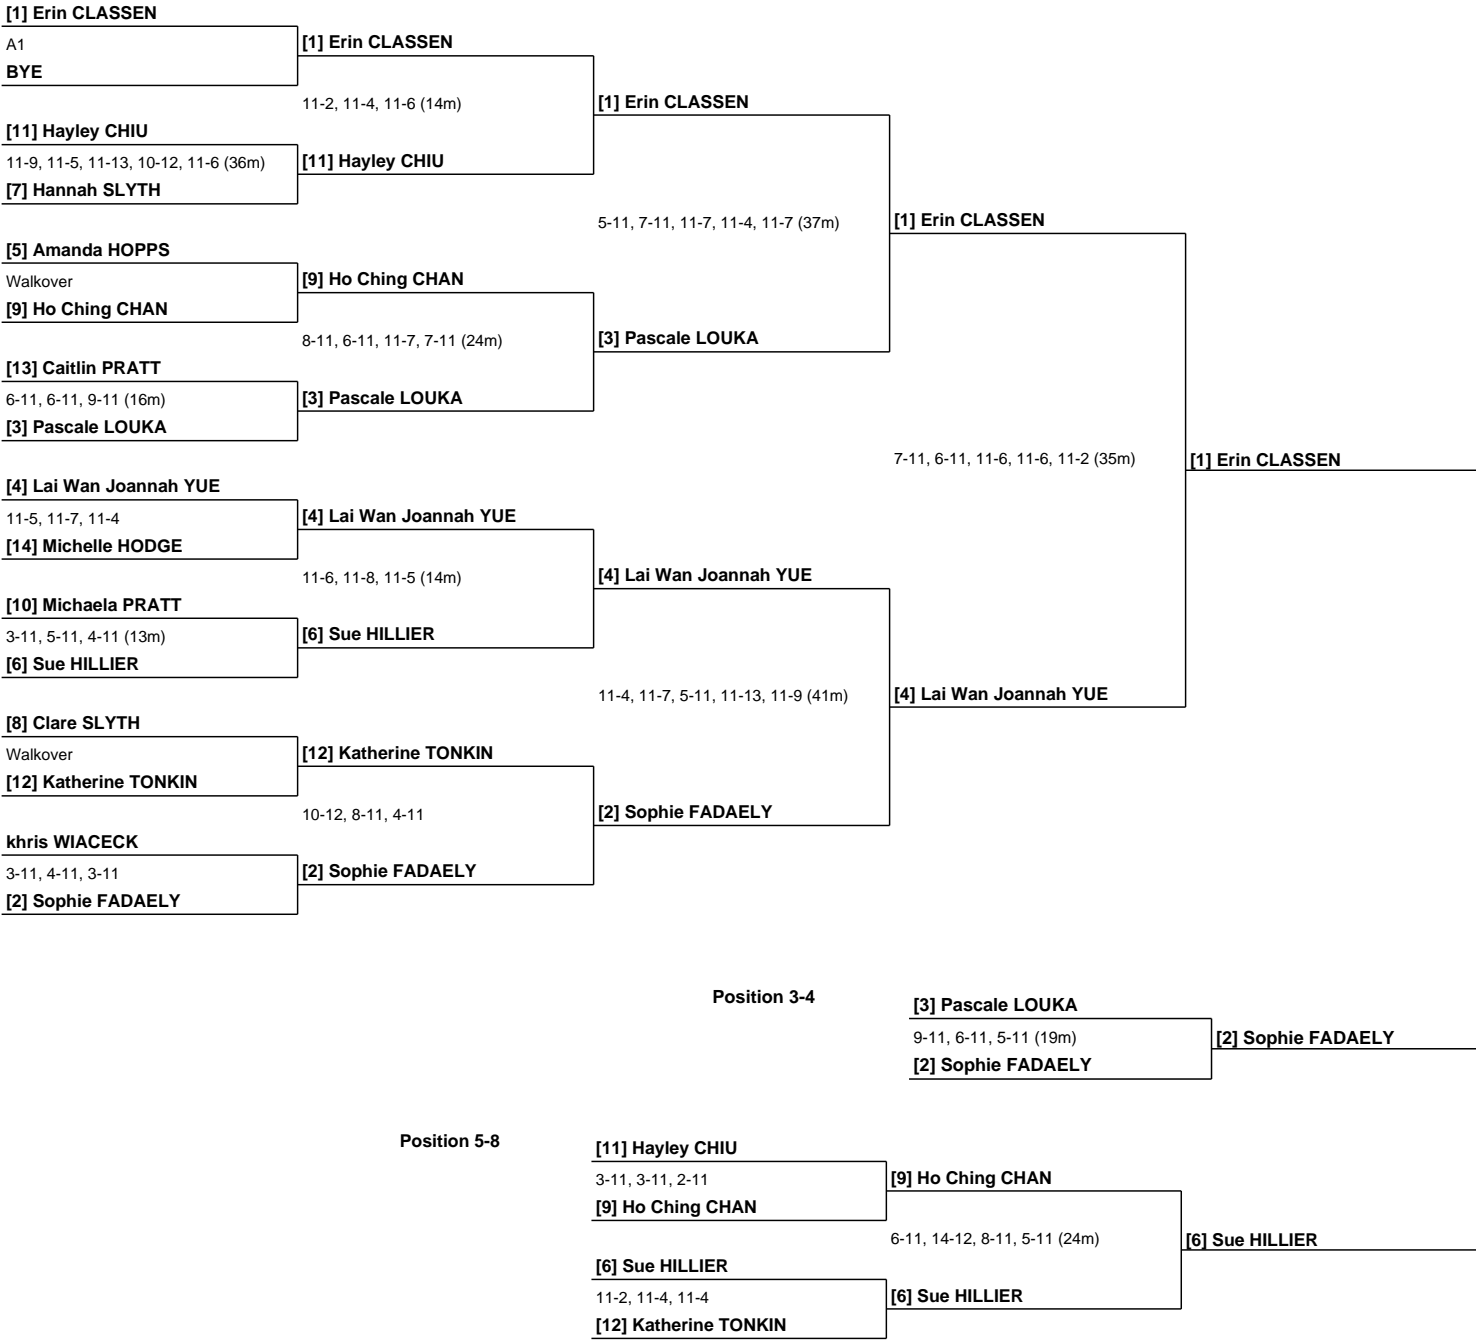 [1] Erin CLASSEN
A1
BYE
[11] Hayley CHIU
11-9, 11-5, 11-13, 10-12, 11-6 (36m)
[7] Hannah SLYTH
[5] Amanda HOPPS
Walkover
[9] Ho Ching CHAN
[13] Caitlin PRATT
6-11, 6-11, 9-11 (16m)
[3] Pascale LOUKA
[4] Lai Wan Joannah YUE
11-5, 11-7, 11-4
[14] Michelle HODGE
[10] Michaela PRATT
3-11, 5-11, 4-11 (13m)
[6] Sue HILLIER
[8] Clare SLYTH
Walkover
[12] Katherine TONKIN
khris WIACECK
3-11, 4-11, 3-11
[2] Sophie FADAELY
[1] Erin CLASSEN
11-2, 11-4, 11-6 (14m)
[11] Hayley CHIU
[9] Ho Ching CHAN
8-11, 6-11, 11-7, 7-11 (24m)
[3] Pascale LOUKA
[4] Lai Wan Joannah YUE
11-6, 11-8, 11-5 (14m)
[6] Sue HILLIER
[12] Katherine TONKIN
10-12, 8-11, 4-11
[2] Sophie FADAELY
[1] Erin CLASSEN
5-11, 7-11, 11-7, 11-4, 11-7 (37m)
[3] Pascale LOUKA
[4] Lai Wan Joannah YUE
11-4, 11-7, 5-11, 11-13, 11-9 (41m)
[2] Sophie FADAELY
[1] Erin CLASSEN
7-11, 6-11, 11-6, 11-6, 11-2 (35m)
[4] Lai Wan Joannah YUE
[1] Erin CLASSEN
Position 3-4
[3] Pascale LOUKA
9-11, 6-11, 5-11 (19m)
[2] Sophie FADAELY
[2] Sophie FADAELY
Position 5-8
[11] Hayley CHIU
3-11, 3-11, 2-11
[9] Ho Ching CHAN
[6] Sue HILLIER
11-2, 11-4, 11-4
[12] Katherine TONKIN
[9] Ho Ching CHAN
6-11, 14-12, 8-11, 5-11 (24m)
[6] Sue HILLIER
[6] Sue HILLIER